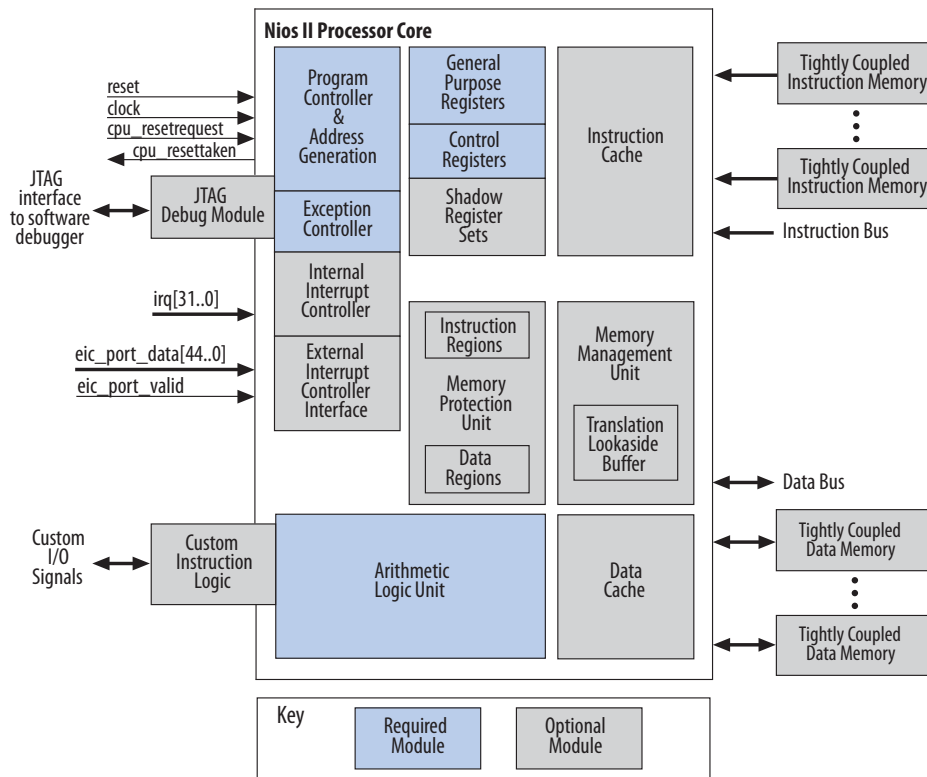 Nios II Processor Core
reset
clock
cpu_resetrequest
cpu_resettaken
JTAG
interface
to software
debugger
JTAG
Debug Module
irq[31..0]
eic_port_data[44..0]
eic_port_valid
Custom
I/O
Signals
Custom
Instruction
Logic
Program
Controller
&
Address
Generation
Exception
Controller
Internal
Interrupt
Controller
External
Interrupt
Controller
Interface
General
Purpose
Registers
Control
Registers
Shadow
Register
Sets
Instruction
Cache
Instruction
Regions
Memory
Protection
Unit
Data
Regions
Memory
Management
Unit
Translation
Lookaside
Buffer
Arithmetic
Logic Unit
Data
Cache
Tightly Coupled
Instruction Memory
Tightly Coupled
Instruction Memory
Instruction Bus
Data Bus
Tightly Coupled
Data Memory
Tightly Coupled
Data Memory
Key
Required
Module
Optional
Module